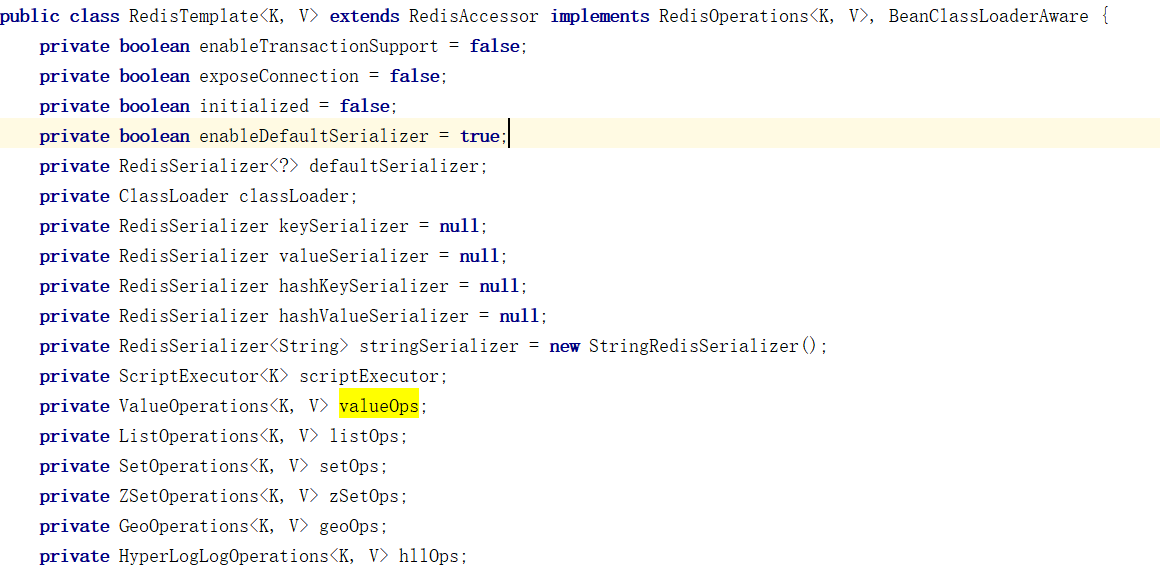 public class RedisTemplate<K, V> extends RedisAccessor implements RedisOperations<K, V>, BeanClassLoaderAware {
    private boolean enableTransactionSupport = false;
    private boolean exposeConnection = false;
    private boolean initialized = false;
    private boolean enableDefaultSerializer = true;
    private RedisSerializer<?> defaultSerializer;
    private ClassLoader classLoader;
    private RedisSerializer keySerializer = null;
    private RedisSerializer valueSerializer = null;
    private RedisSerializer hashKeySerializer = null;
    private RedisSerializer hashValueSerializer = null;
    private RedisSerializer<String> stringSerializer = new StringRedisSerializer();
    private ScriptExecutor<K> scriptExecutor;
    private ValueOperations<K, V> valueOps;
    private ListOperations<K, V> listOps;
    private SetOperations<K, V> setOps;
    private ZSetOperations<K, V> zSetOps;
    private GeoOperations<K, V> geoOps;
    private HyperLogLogOperations<K, V> hllOps;